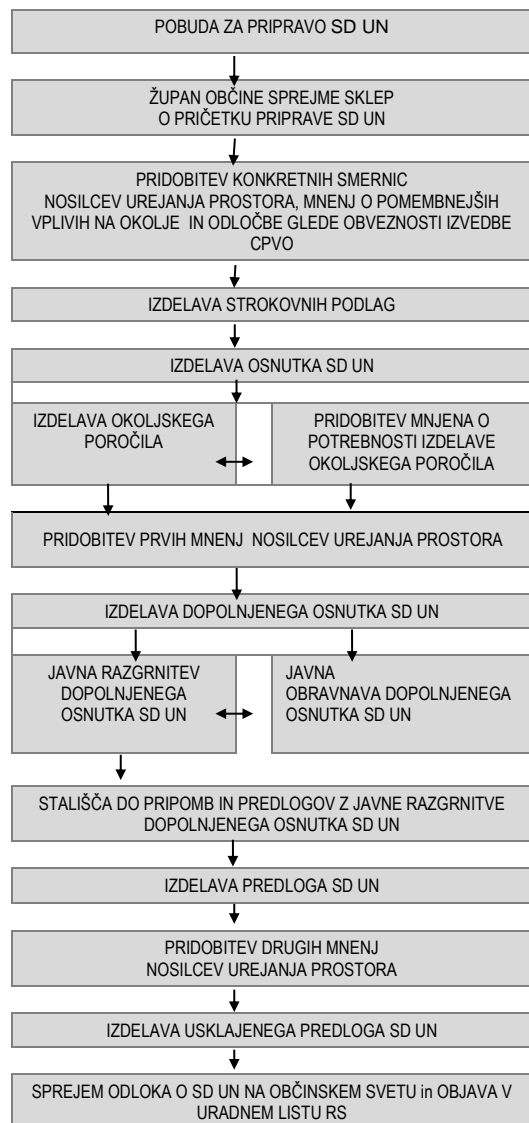 POBUDA ZA PRIPRAVO SD UN
ŽUPAN OBČINE SPREJME SKLEP
O PRIČETKU PRIPRAVE SD UN
PRIDOBITEV KONKRETNIH SMERNIC
NOSILCEV UREJANJA PROSTORA, MNENJ O POMEMBNEJŠIH
VPLIVIH NA OKOLJE IN ODLOČBE GLEDE OBVEZNOSTI IZVEDBE
CPVO
IZDELAVA STROKOVNIH PODLAG
IZDELAVA OSNUTKA SD UN
IZDELAVA OKOLJSKEGA
POROČILA
PRIDOBITEV MNJENA O
POTREBNOSTI IZDELAVE
OKOLJSKEGA POROČILA
PRIDOBITEV PRVIH MNENJ NOSILCEV UREJANJA PROSTORA
IZDELAVA DOPOLNJENEGA OSNUTKA SD UN
JAVNA RAZGRNITEV
DOPOLNJENEGA
OSNUTKA SD UN
JAVNA
OBRAVNAVA DOPOLNJENEGA
OSNUTKA SD UN
STALIŠČA DO PRIPOMB IN PREDLOGOV Z JAVNE RAZGRNITVE
DOPOLNJENEGA OSNUTKA SD UN
IZDELAVA PREDLOGA SD UN
PRIDOBITEV DRUGIH MNENJ
NOSILCEV UREJANJA PROSTORA
IZDELAVA USKLAJENEGA PREDLOGA SD UN
SPREJEM ODLOKA O SD UN NA OBČINSKEM SVETU in OBJAVA V
URADNEM LISTU RS